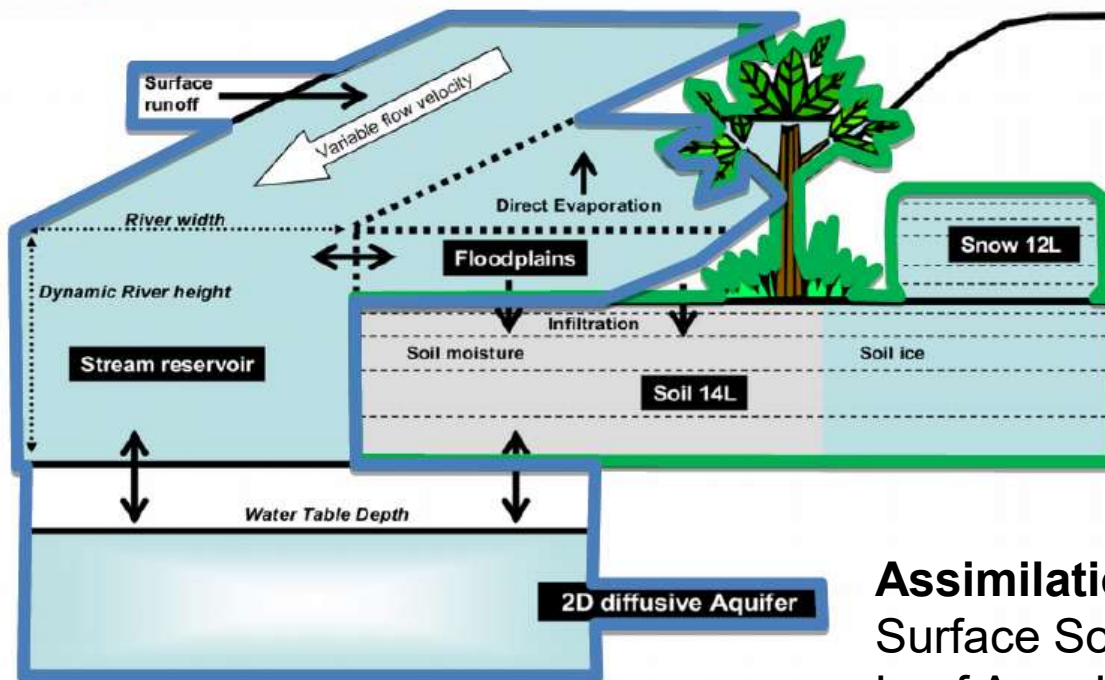 Surface
runoff
Variable flow velocity
River width
Direct Evaporation
Floodplains
Snow 12L
Dynamic River height
Infiltration
Soil moisture
Soil ice
Stream reservoir
Soil 14L
Water Table Depth
2D diffusive Aquifer
Surface